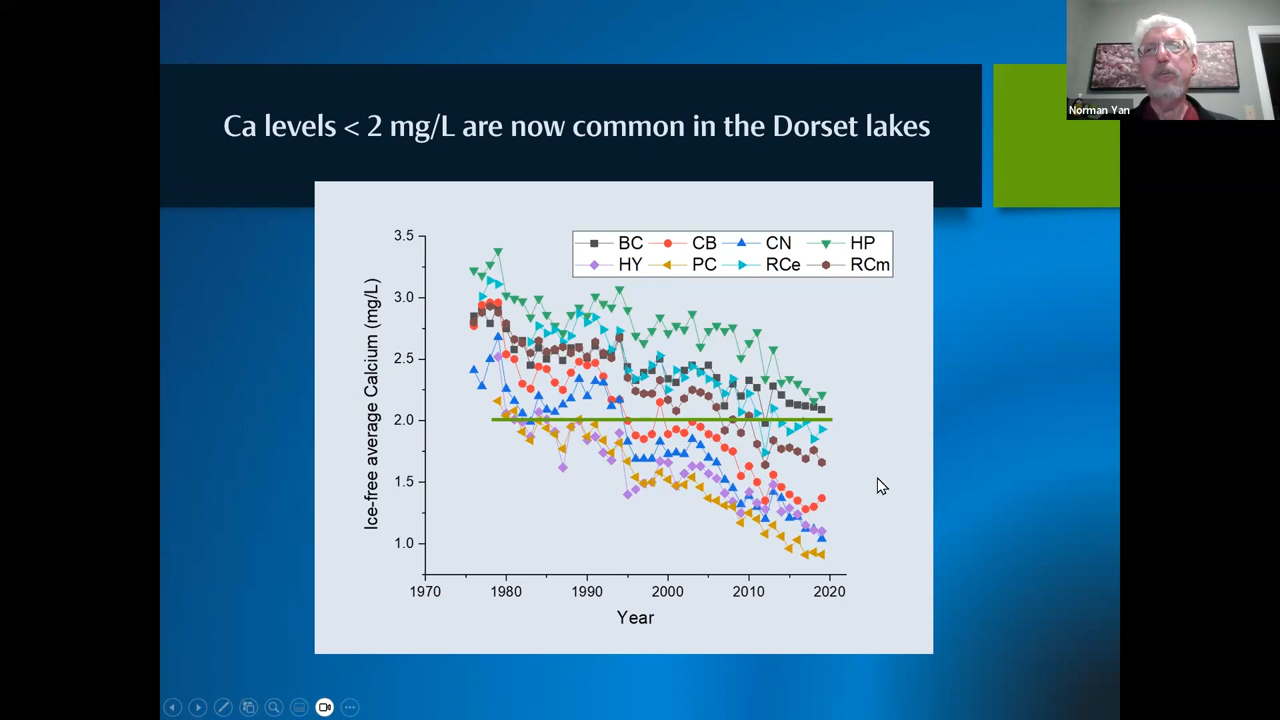 Norman Yan
Ca levels < 2 mg/L are now common in the Dorset lakes
BC CB CN HP
HY PC RCe RCm
Ice-free average Calcium (mg/L)
3.5
3.0
2.5
2.0
1.5
1.0
1970 1980 1990 2000 2010 2020
Year